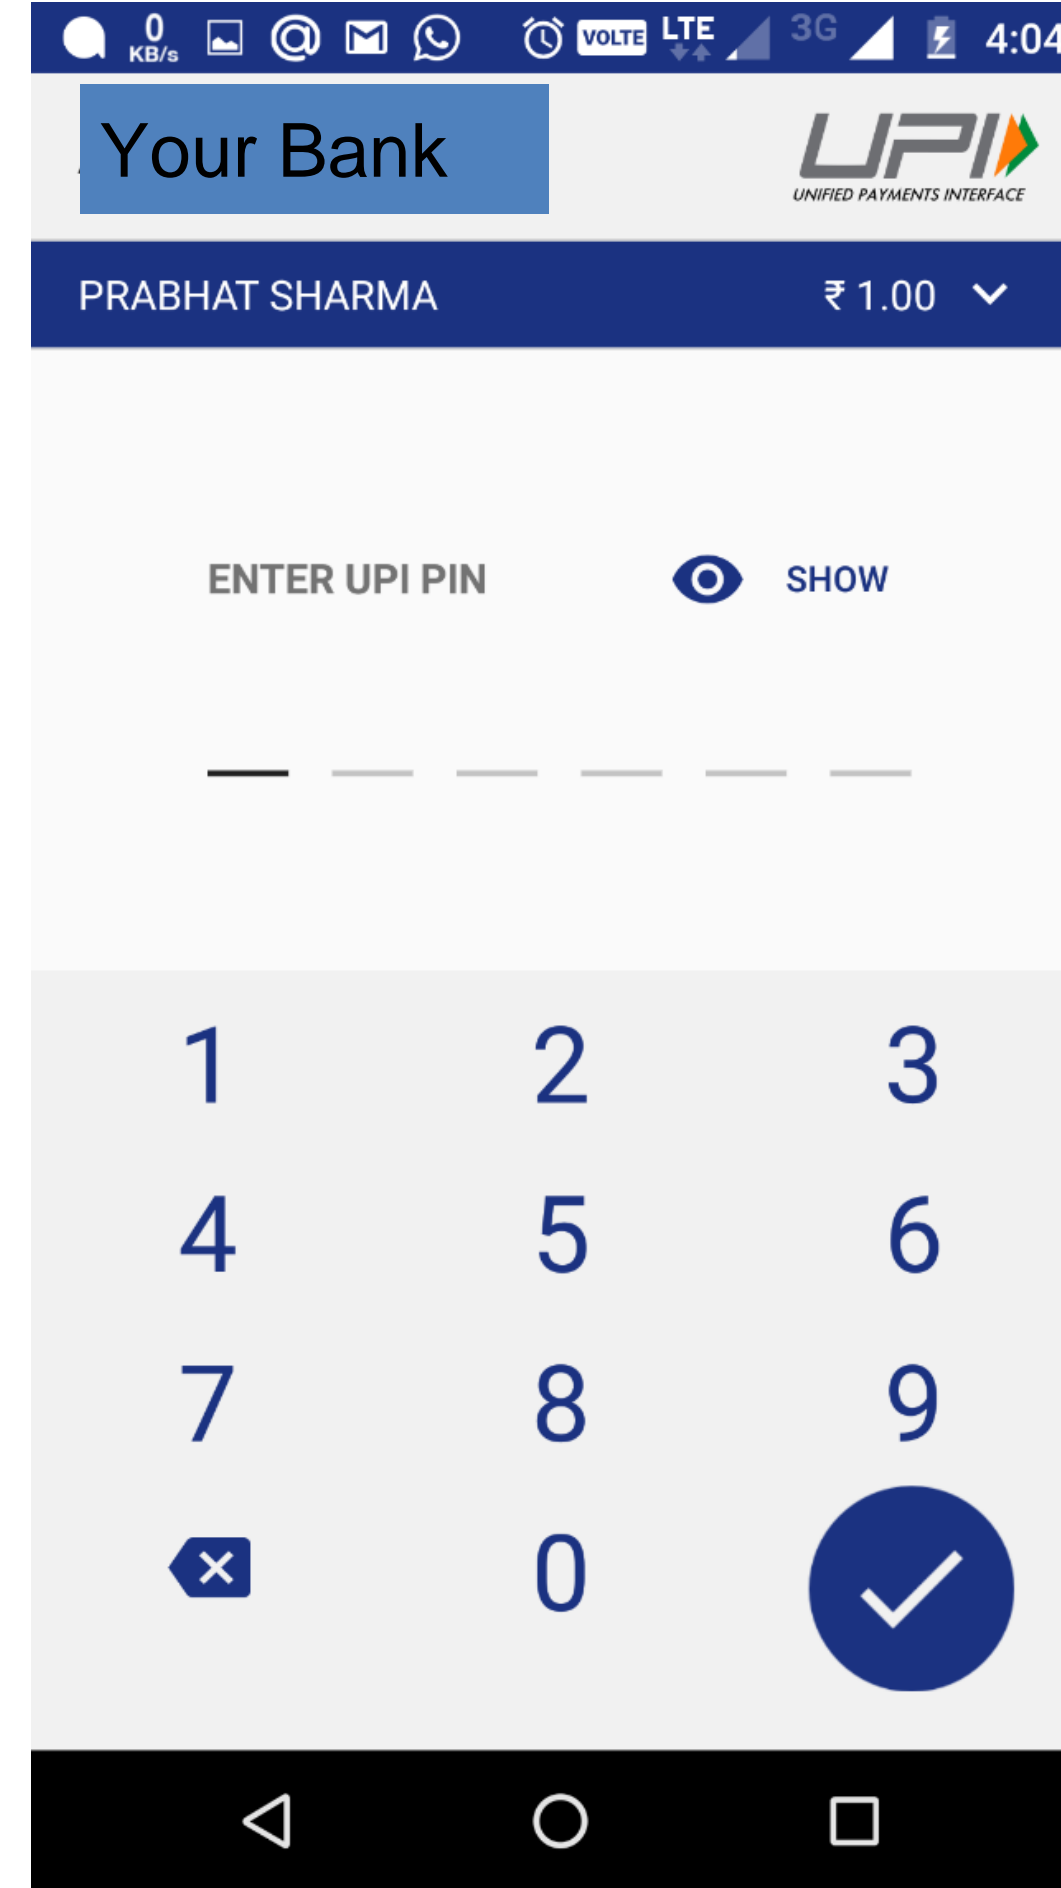 0
KB/s
VOLTE LTE 3G 4:04
Your Bank
UPI
UNIFIED PAYMENTS INTERFACE
PRABHAT SHARMA ₹ 1.00
ENTER UPI PIN SHOW
1 2 3
4 5 6
7 8 9
0